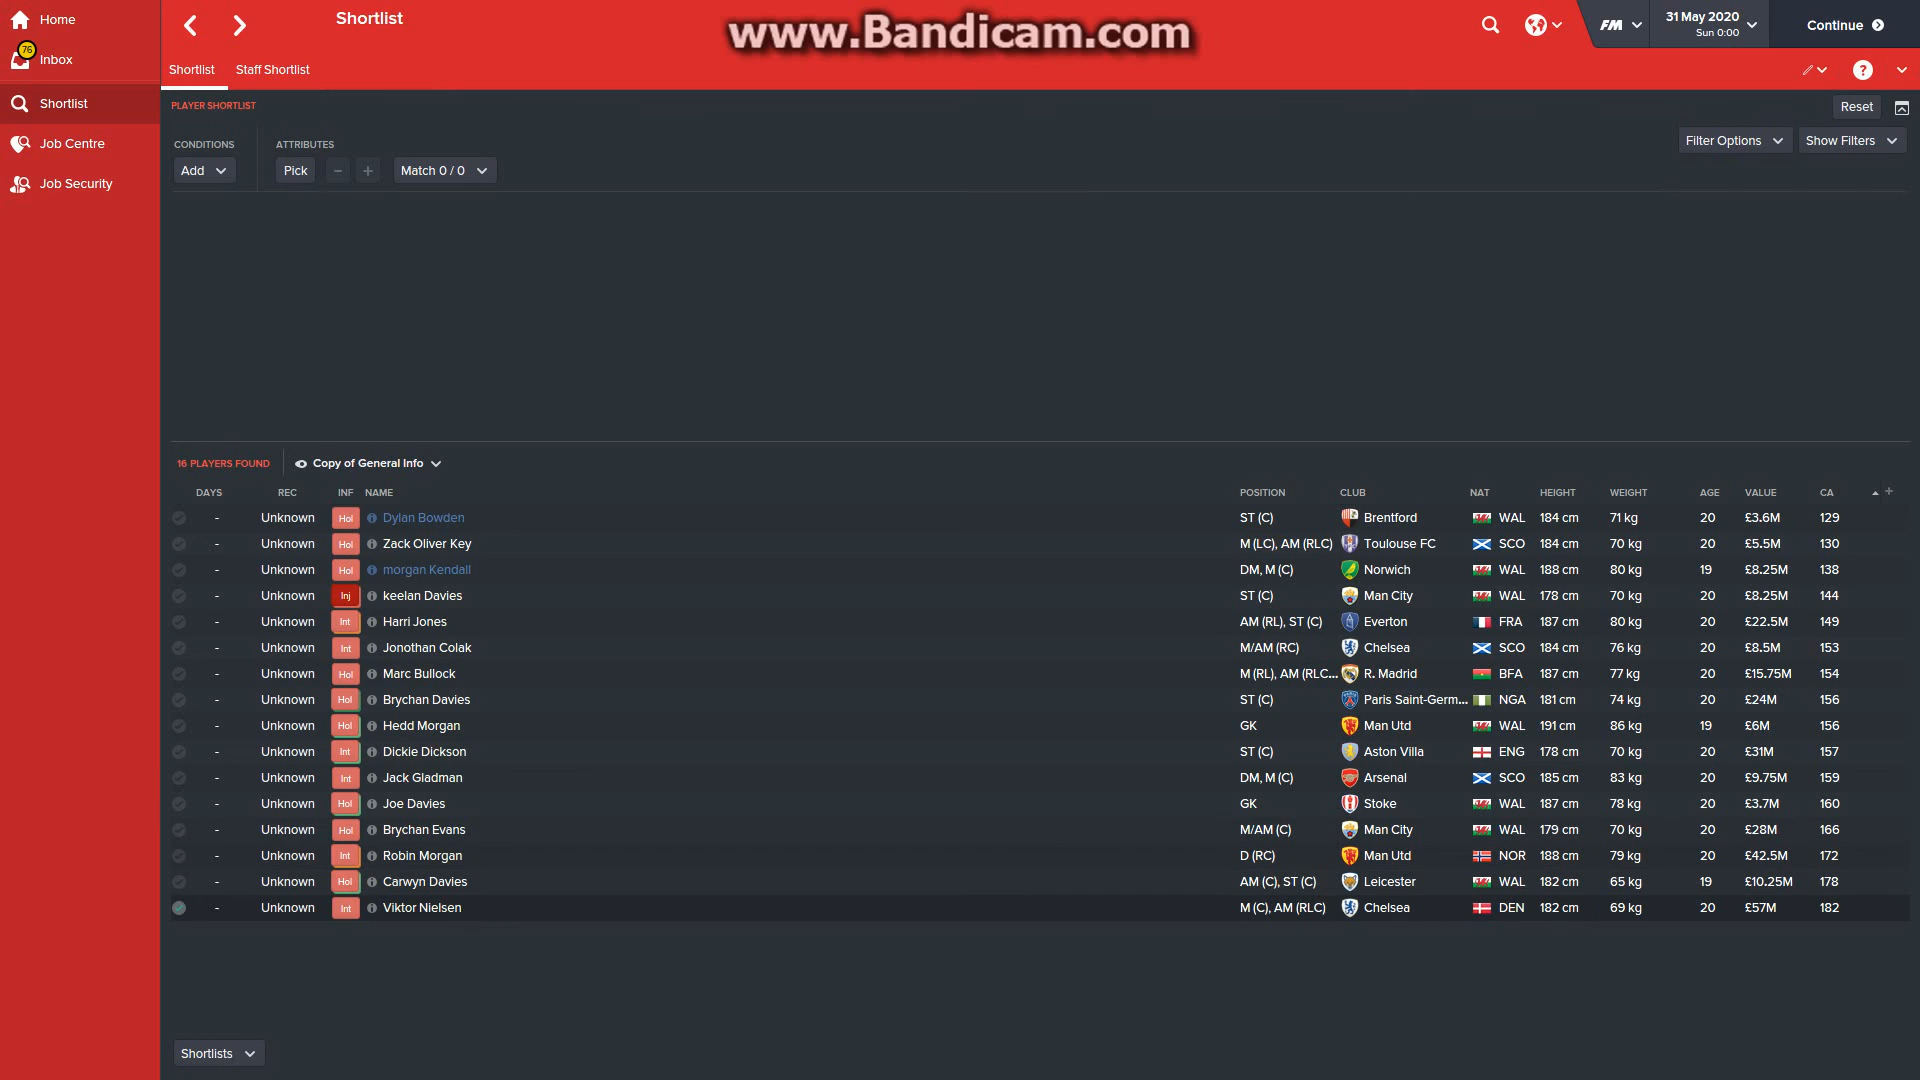 Home
Shortlist
www.Bandicam.com
FM
31 May 2020
Sun 0:00
Continue
76
Inbox
Shortlist
Staff Shortlist
?
Shortlist
Job Centre
Job Security
PLAYER SHORTLIST
Reset
CONDITIONS
ATTRIBUTES
Filter Options
Show Filters
Add
Pick
− +
Match 0 / 0
16 PLAYERS FOUND
Copy of General Info
DAYS REC INF NAME POSITION CLUB NAT HEIGHT WEIGHT AGE VALUE CA +
- Unknown Hol Dylan Bowden ST (C) Brentford WAL 184 cm 71 kg 20 £3.6M 129
- Unknown Hol Zack Oliver Key M (LC), AM (RLC) Toulouse FC SCO 184 cm 70 kg 20 £5.5M 130
- Unknown Hol morgan Kendall DM, M (C) Norwich WAL 188 cm 80 kg 19 £8.25M 138
- Unknown Inj keelan Davies ST (C) Man City WAL 178 cm 70 kg 20 £8.25M 144
- Unknown Int Harri Jones AM (RL), ST (C) Everton FRA 187 cm 80 kg 20 £22.5M 149
- Unknown Int Jonothan Colak M/AM (RC) Chelsea SCO 184 cm 76 kg 20 £8.5M 153
- Unknown Hol Marc Bullock M (RL), AM (RLC... R. Madrid BFA 187 cm 77 kg 20 £15.75M 154
- Unknown Hol Brychan Davies ST (C) Paris Saint-Germ... NGA 181 cm 74 kg 20 £24M 156
- Unknown Hol Hedd Morgan GK Man Utd WAL 191 cm 86 kg 19 £6M 156
- Unknown Int Dickie Dickson ST (C) Aston Villa ENG 178 cm 70 kg 20 £31M 157
- Unknown Int Jack Gladman DM, M (C) Arsenal SCO 185 cm 83 kg 20 £9.75M 159
- Unknown Hol Joe Davies GK Stoke WAL 187 cm 78 kg 20 £3.7M 160
- Unknown Hol Brychan Evans M/AM (C) Man City WAL 179 cm 70 kg 20 £28M 166
- Unknown Int Robin Morgan D (RC) Man Utd NOR 188 cm 79 kg 20 £42.5M 172
- Unknown Hol Carwyn Davies AM (C), ST (C) Leicester WAL 182 cm 65 kg 19 £10.25M 178
- Unknown Int Viktor Nielsen M (C), AM (RLC) Chelsea DEN 182 cm 69 kg 20 £57M 182
Shortlists